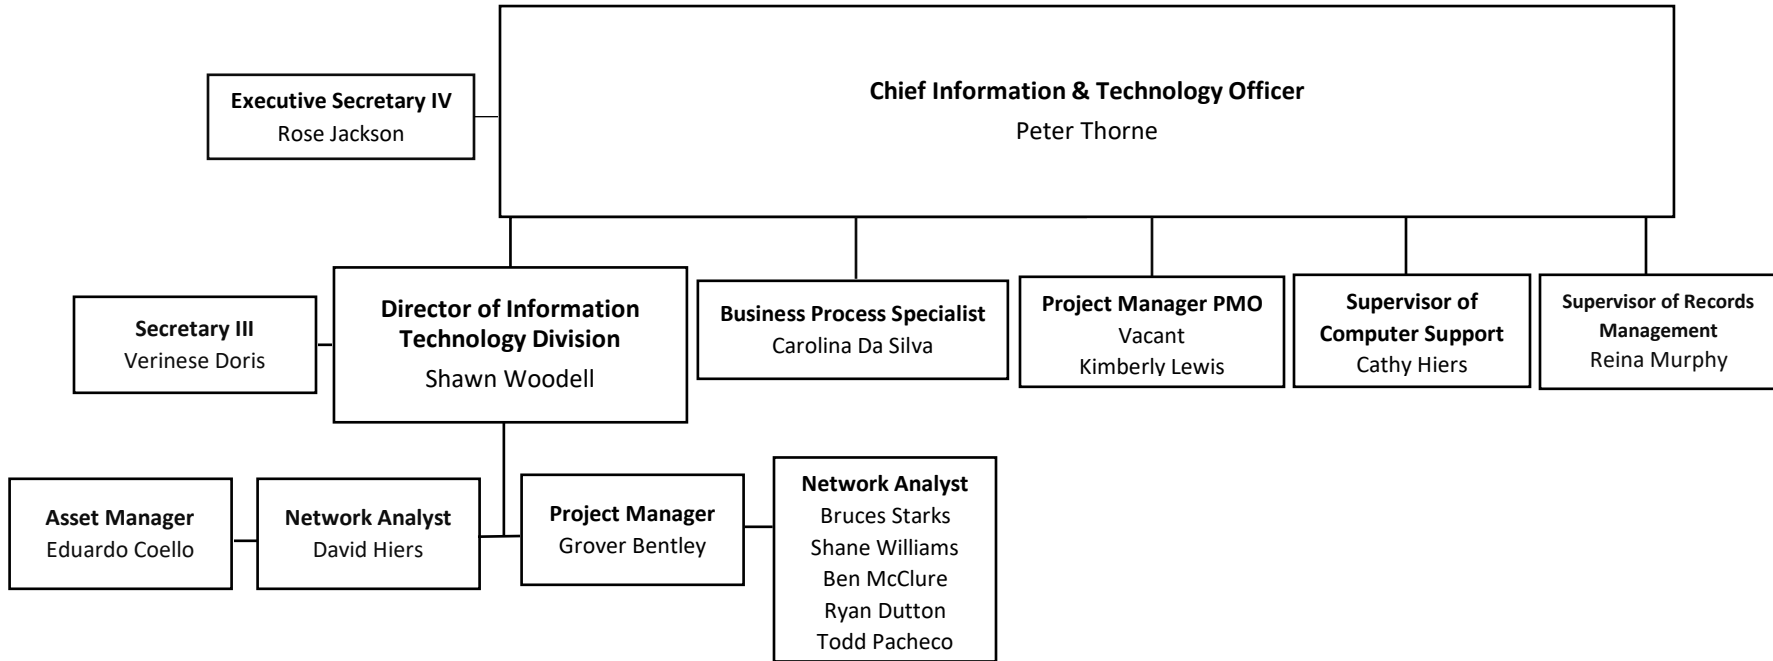 Chief Information & Technology Officer
Peter Thorne
Executive Secretary IV
Rose Jackson
Secretary III
Verinese Doris
Director of Information
Technology Division
Shawn Woodell
Business Process Specialist
Carolina Da Silva
Project Manager PMO
Vacant
Kimberly Lewis
Supervisor of
Computer Support
Cathy Hiers
Supervisor of Records
Management
Reina Murphy
Asset Manager
Eduardo Coello
Network Analyst
David Hiers
Project Manager
Grover Bentley
Network Analyst
Bruces Starks
Shane Williams
Ben McClure
Ryan Dutton
Todd Pacheco